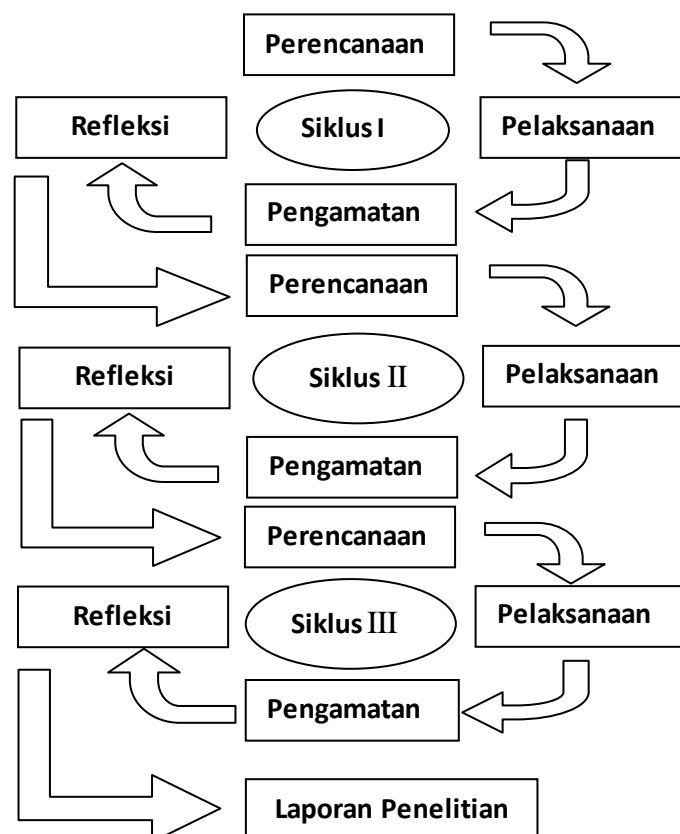 Perencanaan
Refleksi
Siklus I
Pelaksanaan
Pengamatan
Perencanaan
Refleksi
Siklus II
Pelaksanaan
Pengamatan
Perencanaan
Refleksi
Siklus III
Pelaksanaan
Pengamatan
Laporan Penelitian